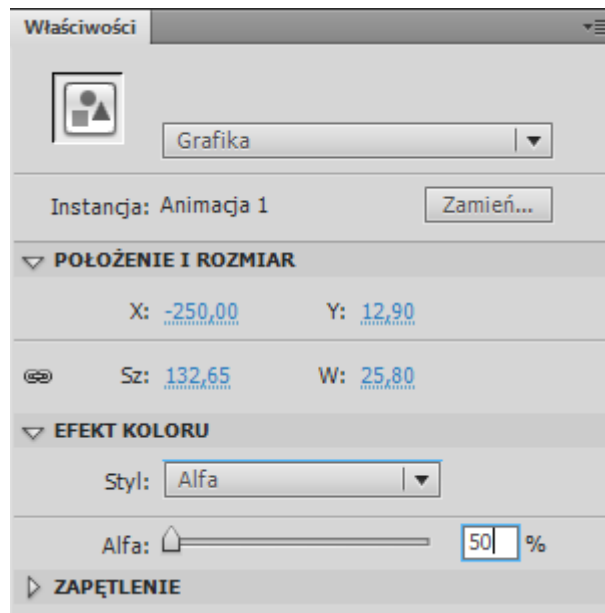 Właściwości
Grafika
Instancja: Animacja 1 Zamień...
POŁOŻENIE I ROZMIAR
X: -250,00 Y: 12,90
Sz: 132,65 W: 25,80
EFEKT KOLORU
Styl: Alfa
Alfa: 50 %
ZAPĘTLENIE